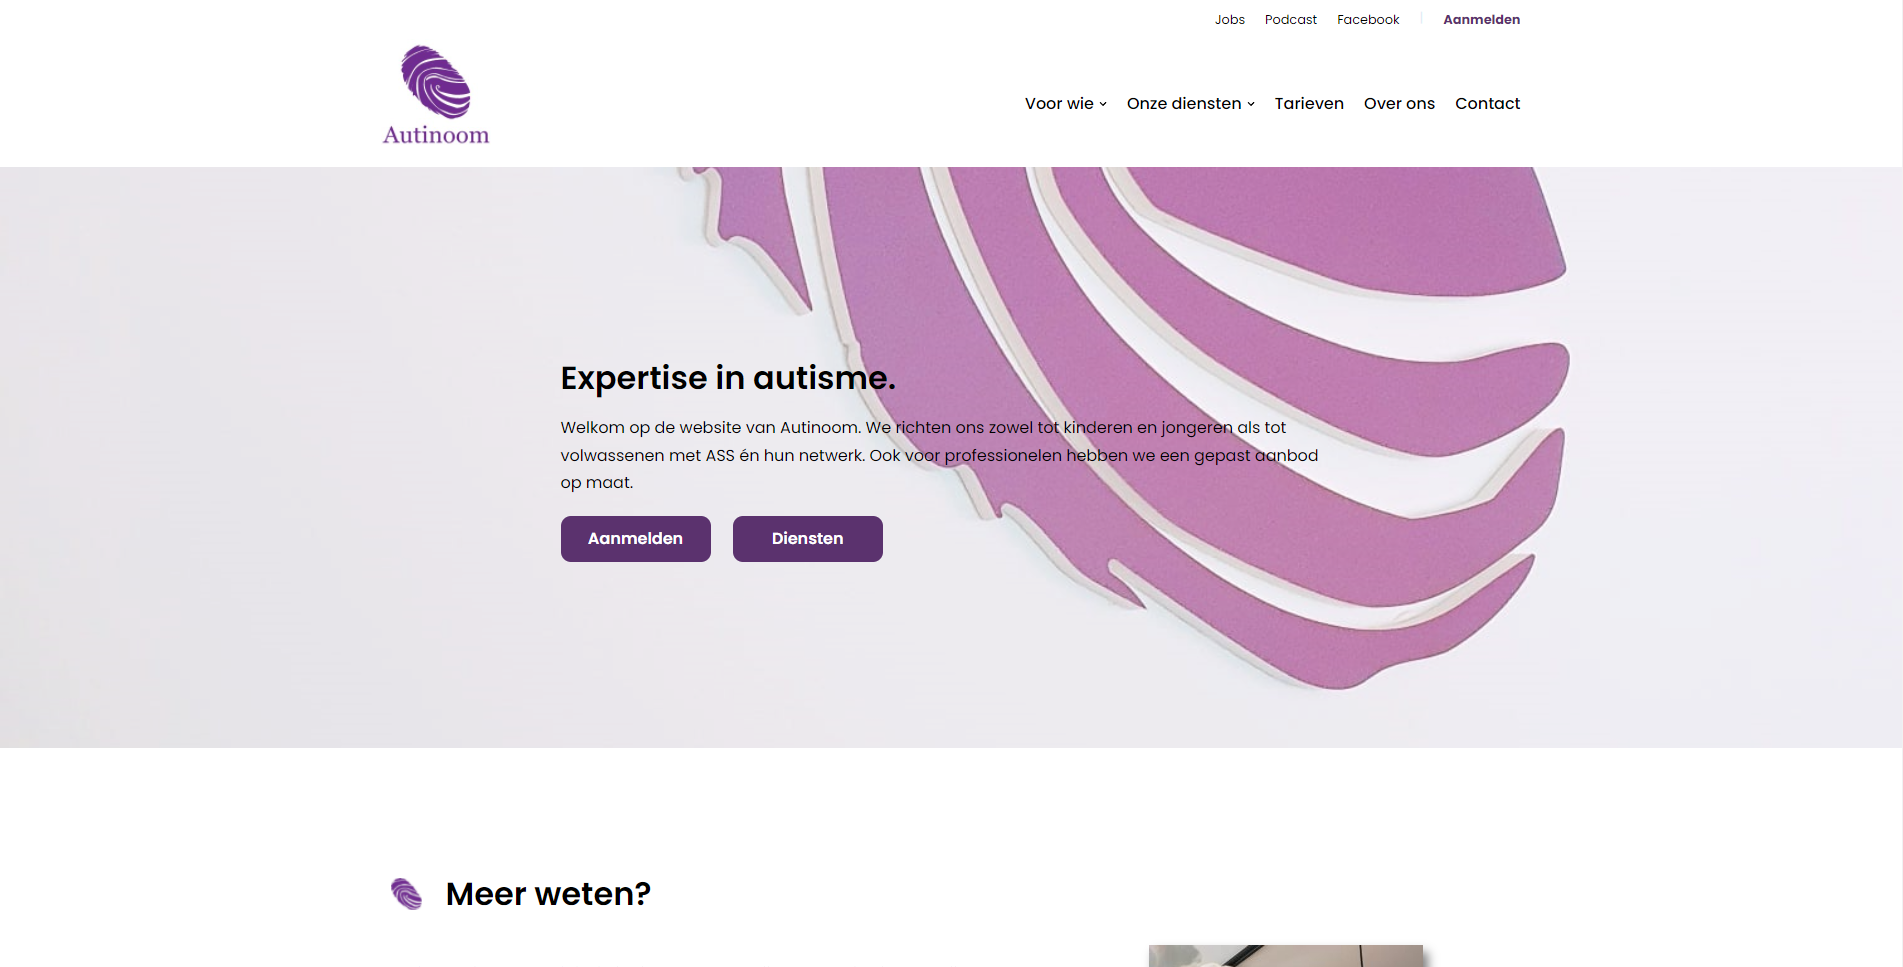 Jobs Podcast Facebook Aanmelden
Autinoom
Voor wie Onze diensten Tarieven Over ons Contact
Expertise in autisme.
Welkom op de website van Autinoom. We richten ons zowel tot kinderen en jongeren als tot
volwassenen met ASS én hun netwerk. Ook voor professionelen hebben we een gepast aanbod
op maat.
Aanmelden Diensten
Meer weten?